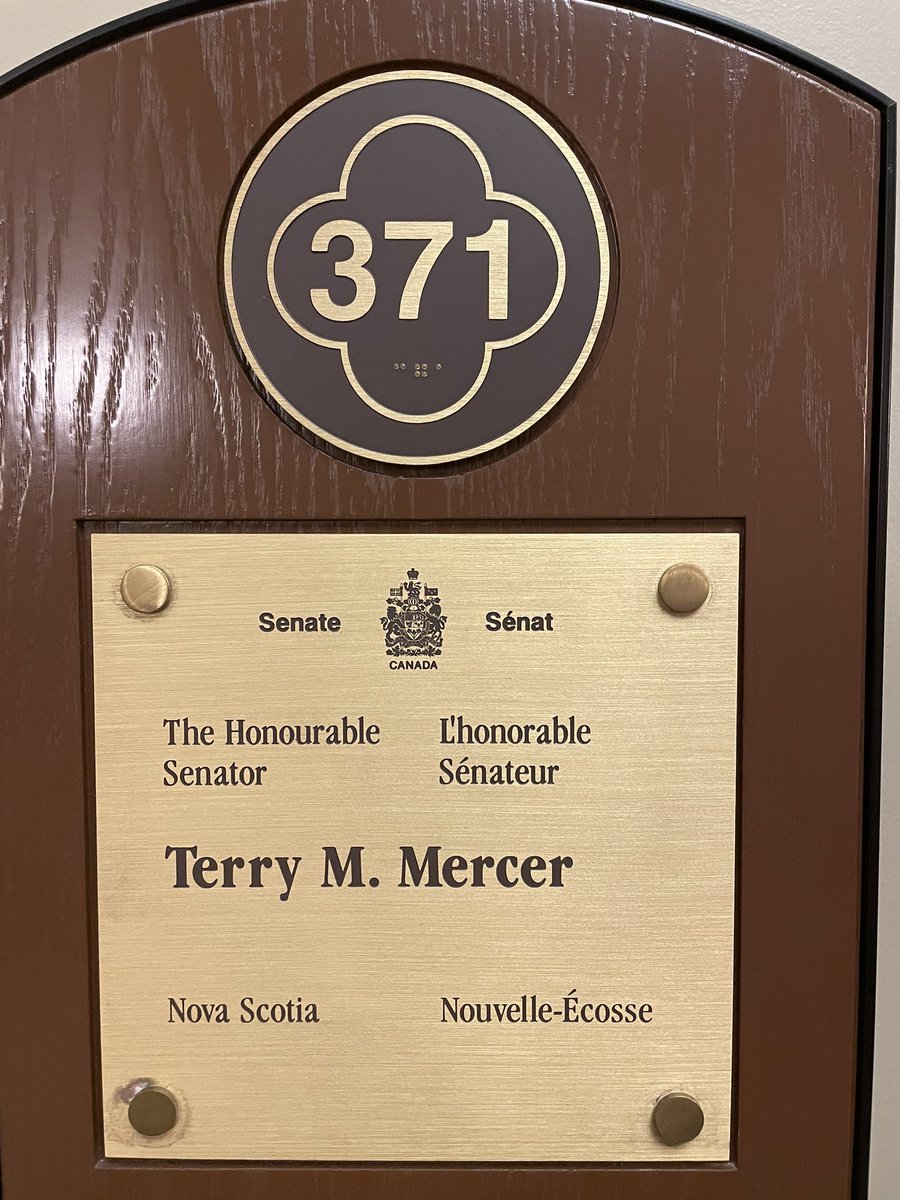 371
Senate Sénat
CANADA
The Honourable L'honorable
Senator Sénateur
Terry M. Mercer
Nova Scotia Nouvelle-Écosse